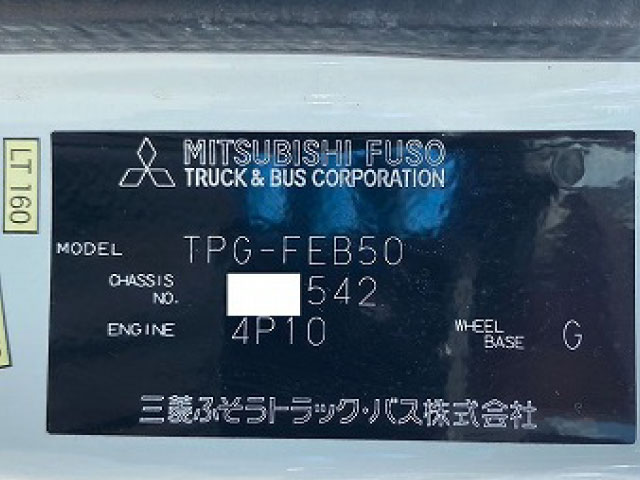 MITSUBISHI FUSO
TRUCK & BUS CORPORATION
LT 160
MODEL TPG-FEB50
CHASSIS NO. 542
ENGINE 4P10 WHEEL BASE G
三菱ふそうトラック・バス株式会社